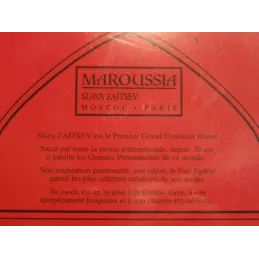 MAROUSSIA
SLAVA ZAITSEV
MOSCOU • PARIS
Slava ZAITSEV est le Premier Grand Couturier Russe.
Sacré par toute la presse internationale, depuis 20 ans,
il habille les Grandes Personnalités de ce monde.
Son inspiration passionnée, son talent, le font figurer
parmi les plus célèbres créateurs de son temps.
Sa mode est un hymne à la femme slave, à son
tempérament fougueux et à son charme mystérieux.